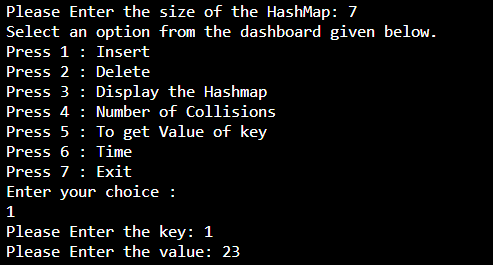 Please Enter the size of the HashMap: 7
Select an option from the dashboard given below.
Press 1 : Insert
Press 2 : Delete
Press 3 : Display the Hashmap
Press 4 : Number of Collisions
Press 5 : To get Value of key
Press 6 : Time
Press 7 : Exit
Enter your choice :
1
Please Enter the key: 1
Please Enter the value: 23